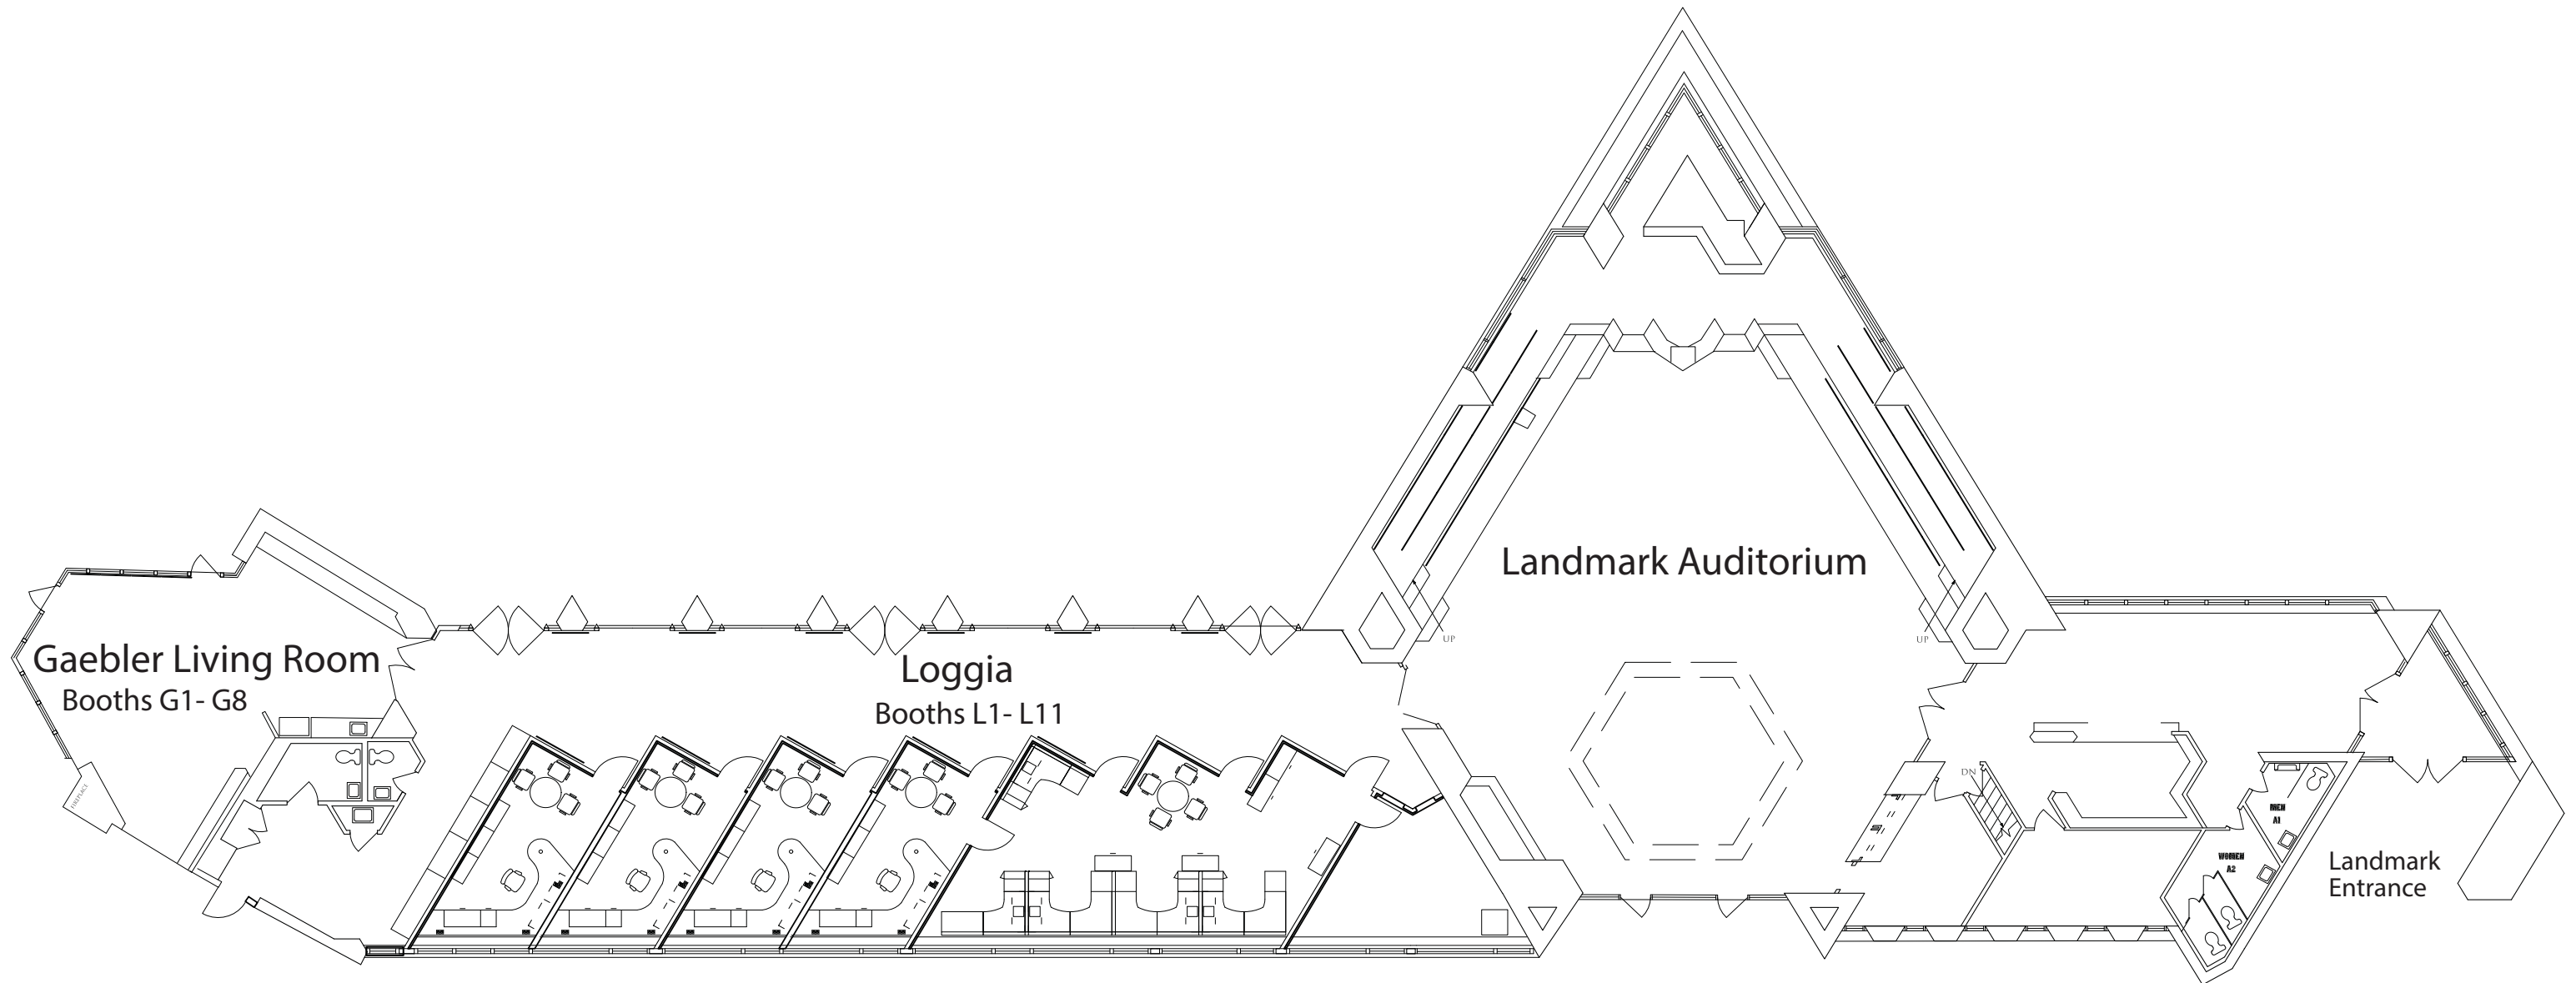 Landmark Auditorium
UP
UP
Gaebler Living Room
Booths G1- G8
Loggia
Booths L1- L11
DN
FIREPLACE
MEN
A1
WOMEN
A2
Landmark
Entrance